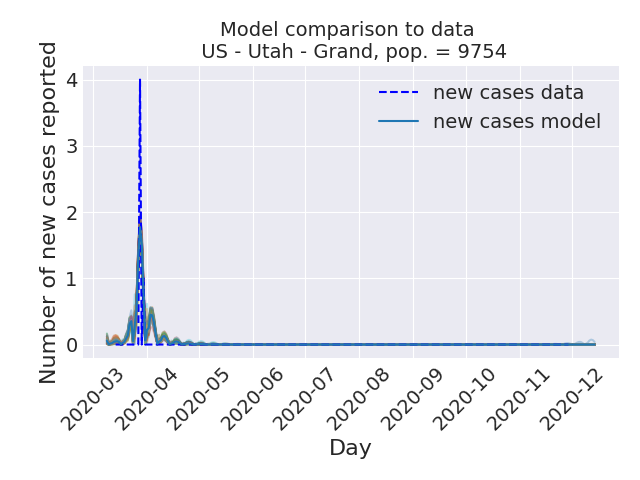 Model comparison to data
US - Utah - Grand, pop. = 9754
Number of new cases reported
4
3
2
1
0
new cases data
new cases model
2020-03
2020-04
2020-05
2020-06
2020-07
2020-08
2020-09
2020-10
2020-11
2020-12
Day